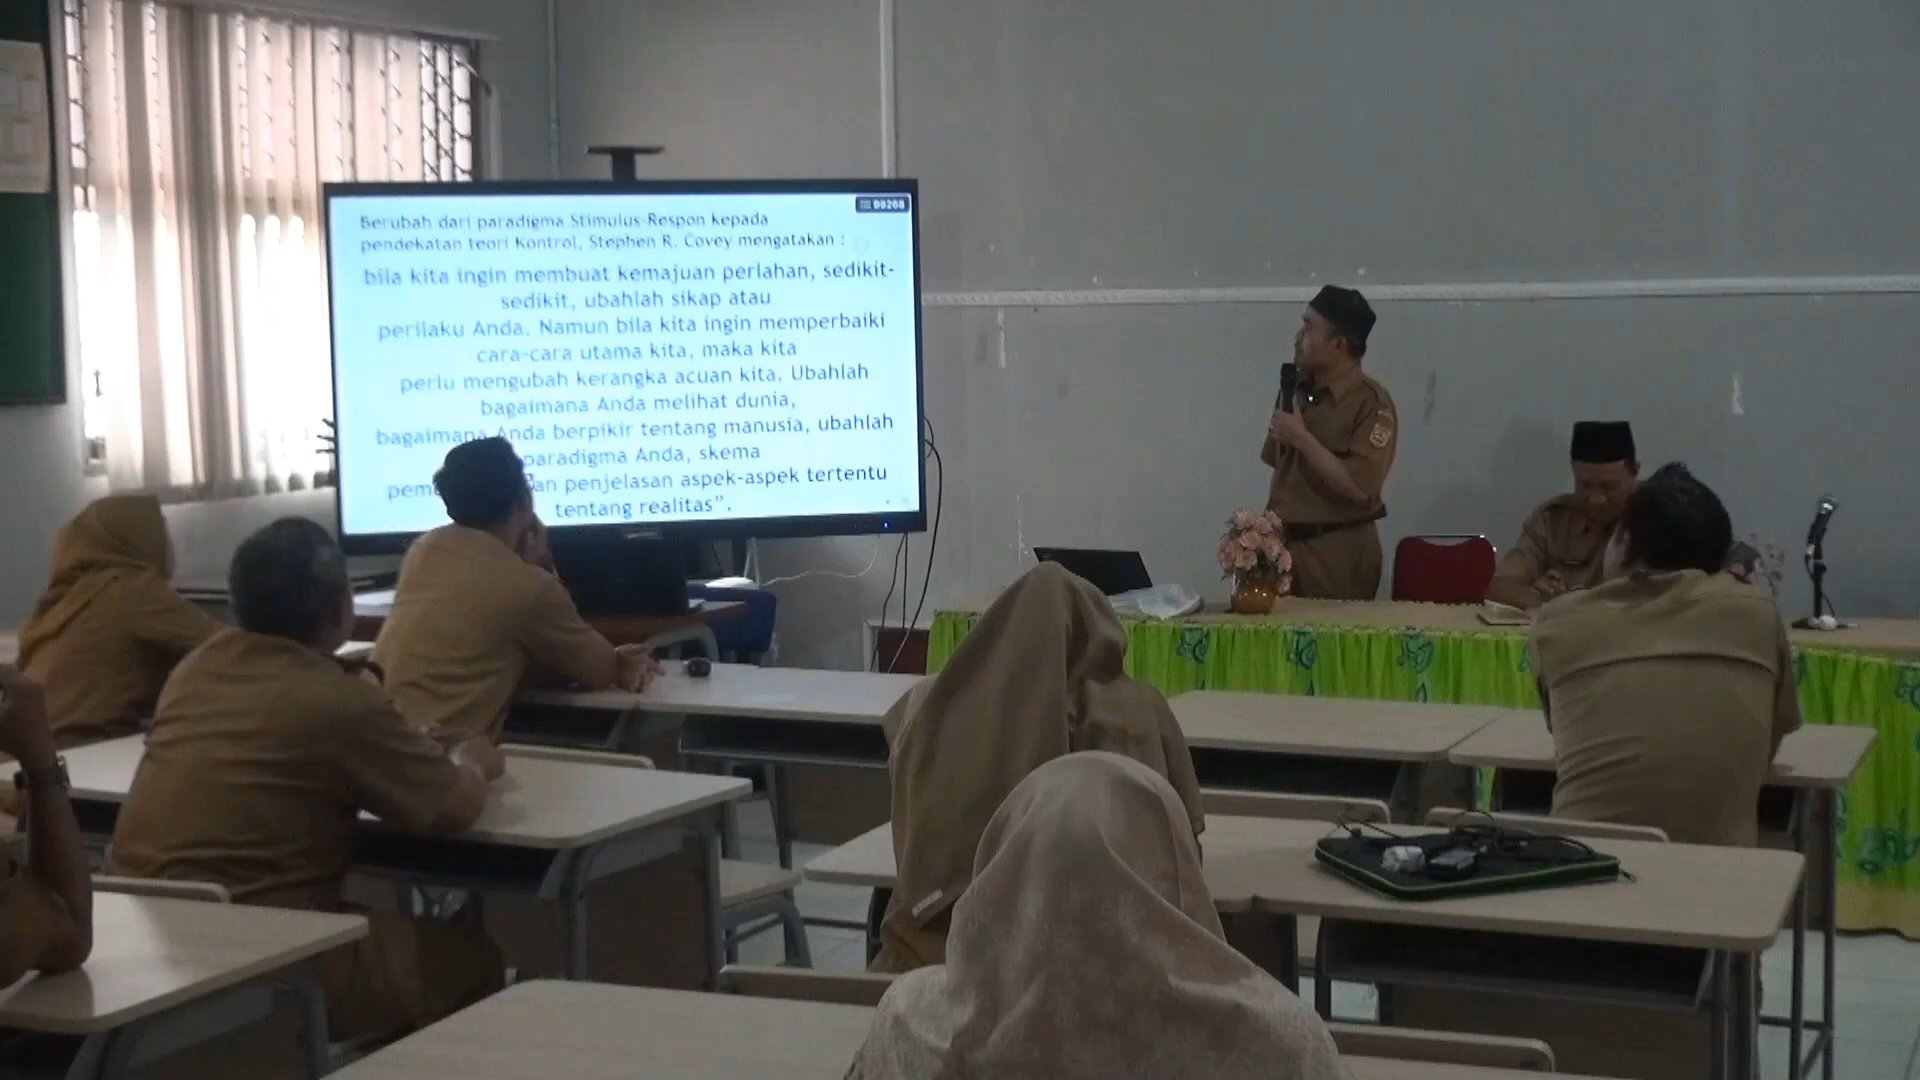 99268
Berubah dari paradigma Stimulus-Respon kepada
pendekatan teori Kontrol, Stephen R. Covey mengatakan :
bila kita ingin membuat kemajuan perlahan, sedikit-
sedikit, ubahlah sikap atau
perilaku Anda. Namun bila kita ingin memperbaiki
cara-cara utama kita, maka kita
perlu mengubah kerangka acuan kita. Ubahlah
bagaimana Anda melihat dunia,
bagaimana Anda berpikir tentang manusia, ubahlah
paradigma Anda, skema
penjelasan aspek-aspek tertentu
tentang realitas”.